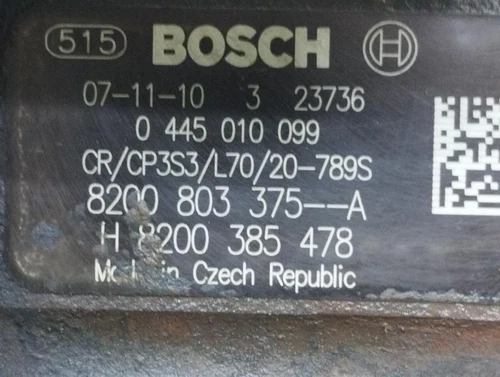 515 BOSCH
07-11-10 3 23736
0 445 010 099
CR/CP3S3/L70/20-789S
8200 803 375--A
H 8200 385 478
Made in Czech Republic